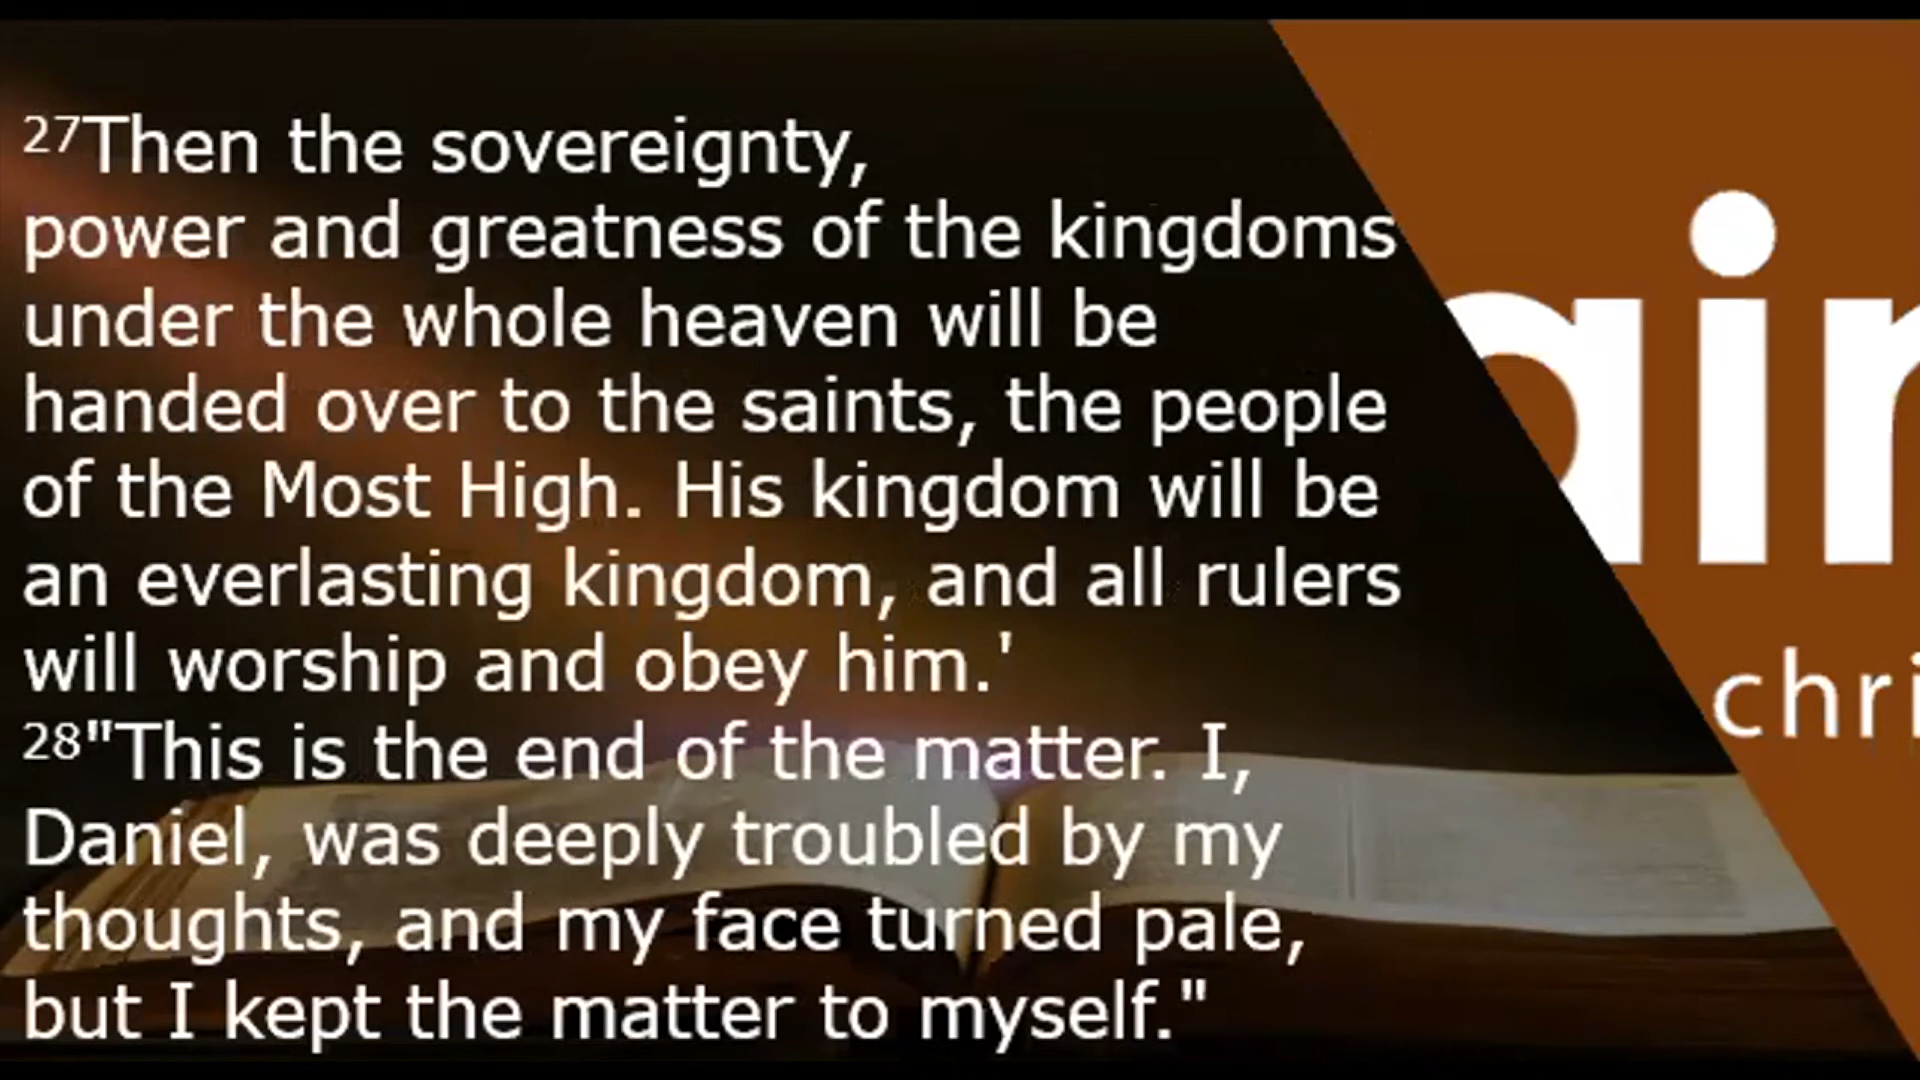 27Then the sovereignty,
power and greatness of the kingdoms
under the whole heaven will be
handed over to the saints, the people
of the Most High. His kingdom will be
an everlasting kingdom, and all rulers
will worship and obey him.'
28"This is the end of the matter. I,
Daniel, was deeply troubled by my
thoughts, and my face turned pale,
but I kept the matter to myself."